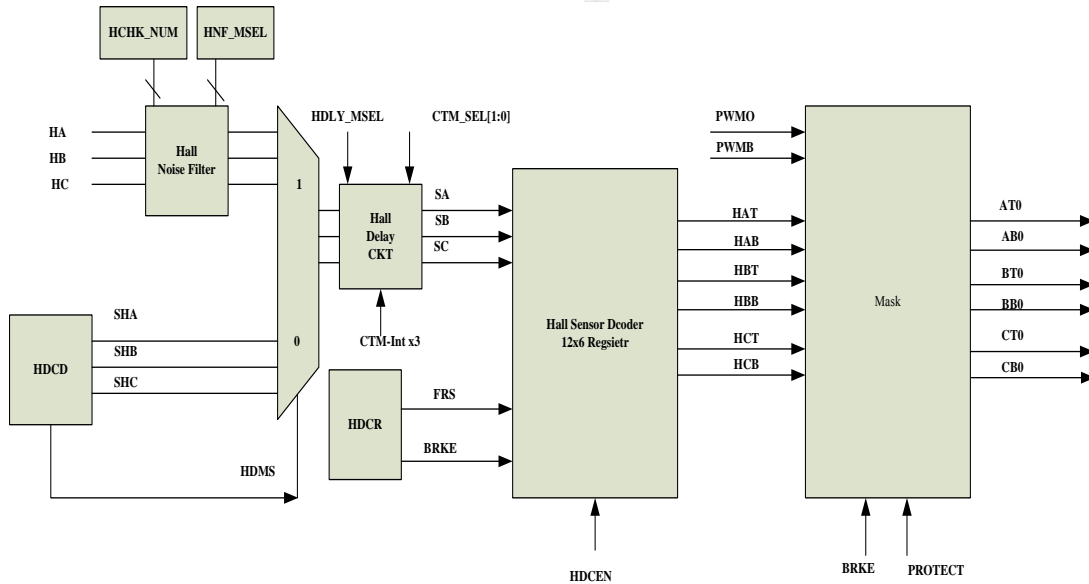 HCHK_NUM
HNF_MSEL
HA
HB
HC
Hall
Noise Filter
1
0
HDLY_MSEL
CTM_SEL[1:0]
Hall
Delay
CKT
CTM-Int x3
SA
SB
SC
SHA
SHB
SHC
HDCD
HDMS
HDCR
FRS
BRKE
Hall Sensor Dcoder
12x6 Regsietr
HDCEN
PWMO
PWMB
HAT
HAB
HBT
HBB
HCT
HCB
Mask
BRKE
PROTECT
AT0
AB0
BT0
BB0
CT0
CB0